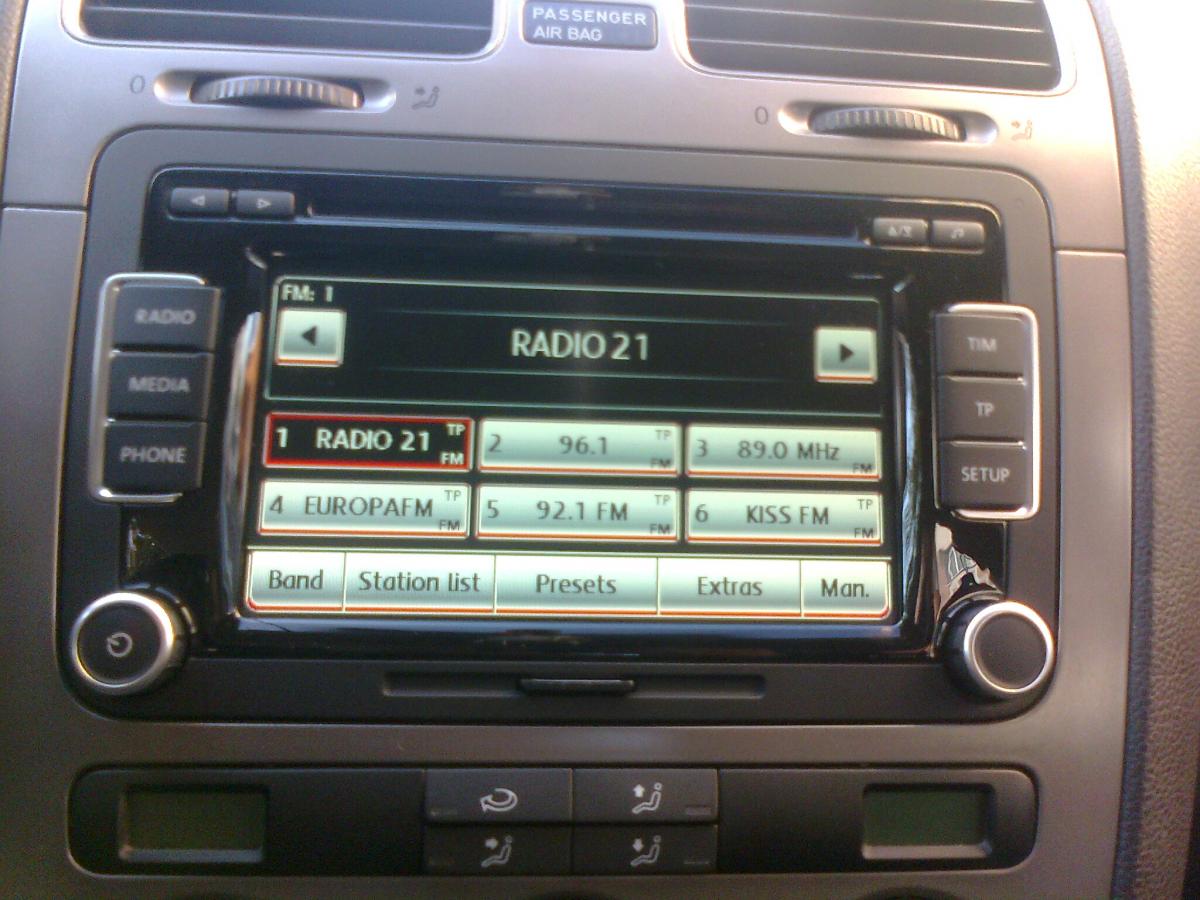 PASSENGER
AIR BAG
0
0
FM: 1
RADIO 21
RADIO
MEDIA
PHONE
TIM
TP
SETUP
1 RADIO 21 TP FM
2 96.1 TP FM
3 89.0 MHz FM
4 EUROPAFM TP FM
5 92.1 FM TP FM
6 KISS FM TP FM
Band Station list Presets Extras Man.